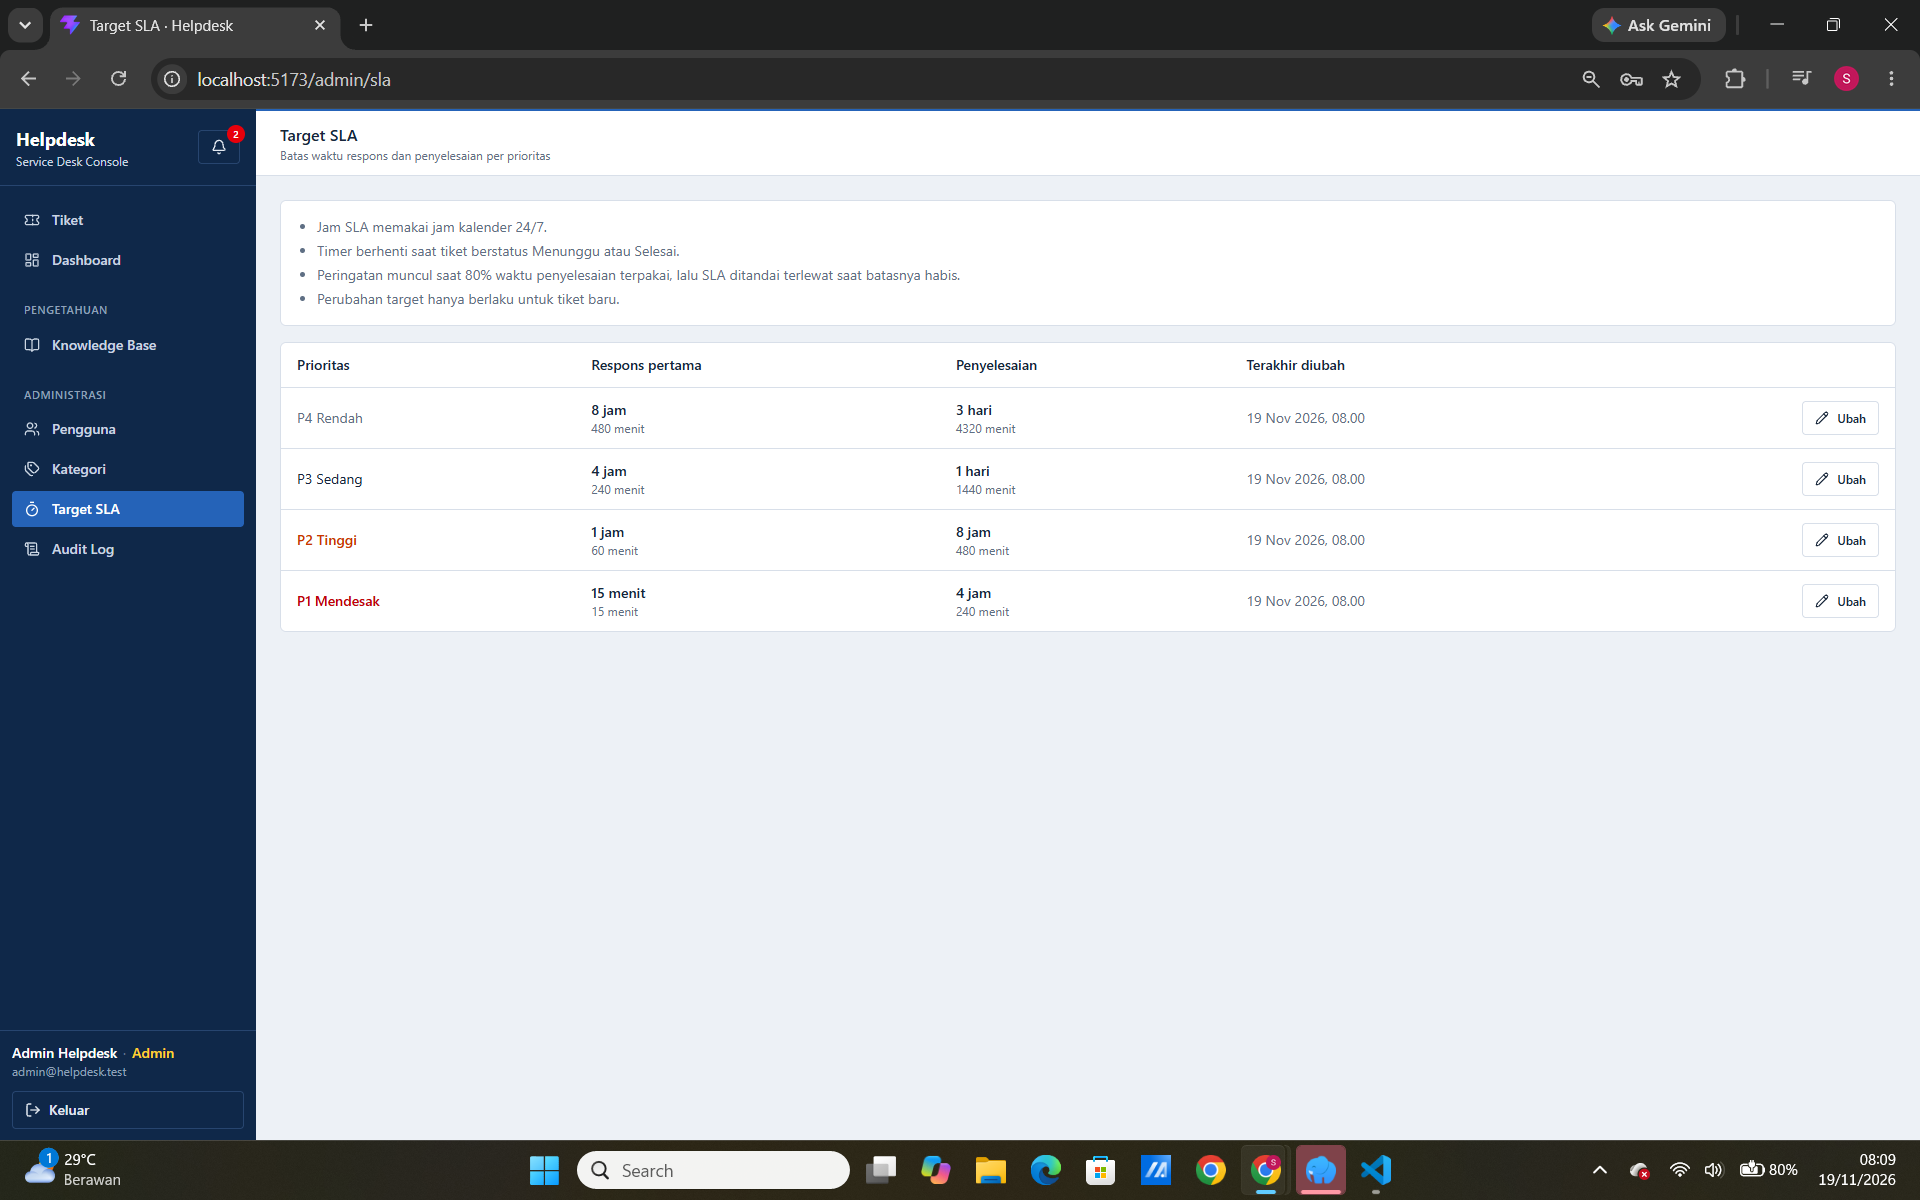 Target SLA · Helpdesk
Ask Gemini
localhost:5173/admin/sla
S
Helpdesk
Service Desk Console
2
Tiket
Dashboard
PENGETAHUAN
Knowledge Base
ADMINISTRASI
Pengguna
Kategori
Target SLA
Audit Log
Admin Helpdesk · Admin
admin@helpdesk.test
Keluar
Target SLA
Batas waktu respons dan penyelesaian per prioritas
• Jam SLA memakai jam kalender 24/7.
• Timer berhenti saat tiket berstatus Menunggu atau Selesai.
• Peringatan muncul saat 80% waktu penyelesaian terpakai, lalu SLA ditandai terlewat saat batasnya habis.
• Perubahan target hanya berlaku untuk tiket baru.
Prioritas Respons pertama Penyelesaian Terakhir diubah
P4 Rendah 8 jam 3 hari 19 Nov 2026, 08.00 Ubah
480 menit 4320 menit
P3 Sedang 4 jam 1 hari 19 Nov 2026, 08.00 Ubah
240 menit 1440 menit
P2 Tinggi 1 jam 8 jam 19 Nov 2026, 08.00 Ubah
60 menit 480 menit
P1 Mendesak 15 menit 4 jam 19 Nov 2026, 08.00 Ubah
15 menit 240 menit
1
29°C
Berawan
Search
S
80%
08:09
19/11/2026